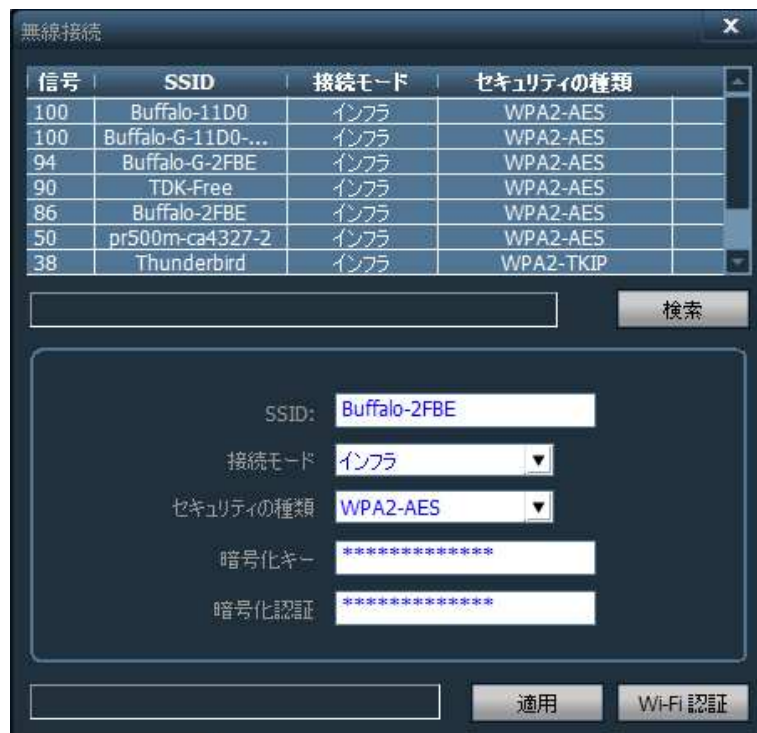 無線接続 X
信号 SSID 接続モード セキュリティの種類
100 Buffalo-11D0 インフラ WPA2-AES
100 Buffalo-G-11D0-... インフラ WPA2-AES
94 Buffalo-G-2FBE インフラ WPA2-AES
90 TDK-Free インフラ WPA2-AES
86 Buffalo-2FBE インフラ WPA2-AES
50 pr500m-ca4327-2 インフラ WPA2-AES
38 Thunderbird インフラ WPA2-TKIP
検索
SSID: Buffalo-2FBE
接続モード インフラ
セキュリティの種類 WPA2-AES
暗号化キー *************
暗号化認証 *************
適用 Wi-Fi 認証